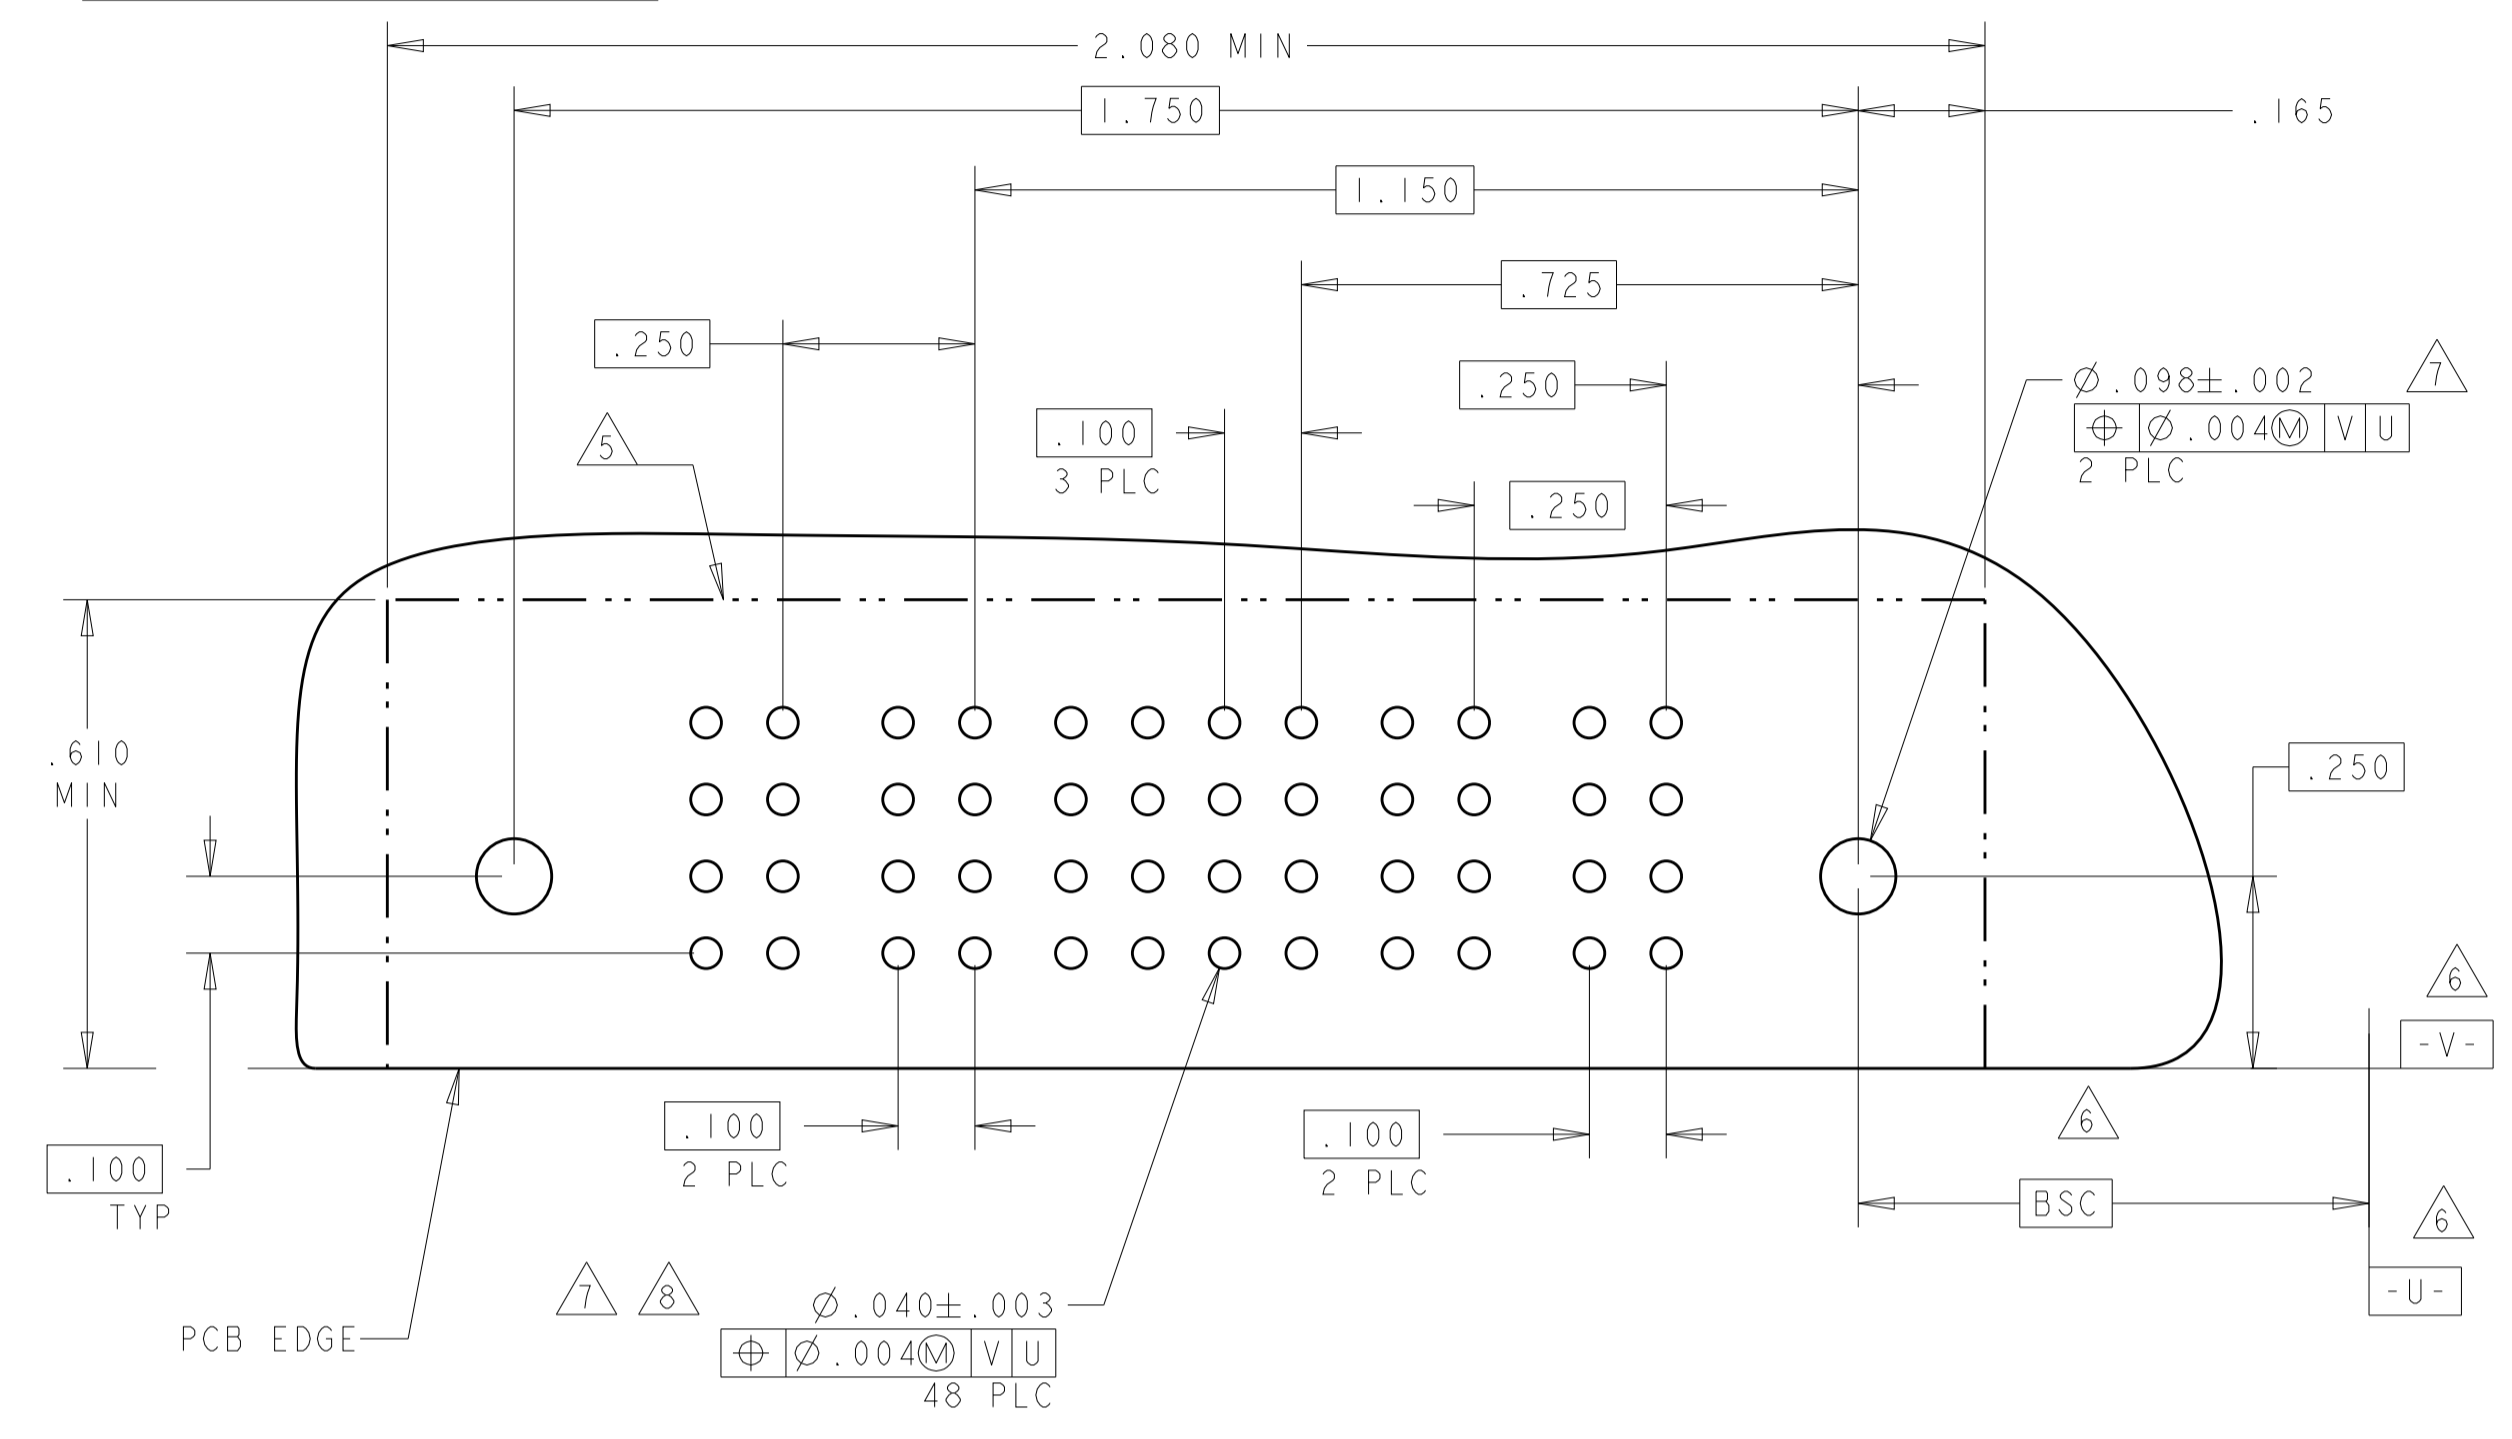 2.080 MIN
1.750
.165
1.150
.725
.250
.250
⌀.098±.002
7
⌀.004Ⓜ V U
2 PLC
.100
3 PLC
5
.250
.610
MIN
.250
6
-V-
.100
2 PLC
.100
2 PLC
6
.100
TYP
BSC
6
-U-
7
8
⌀.040±.003
PCB EDGE
⌀.004Ⓜ V U
48 PLC